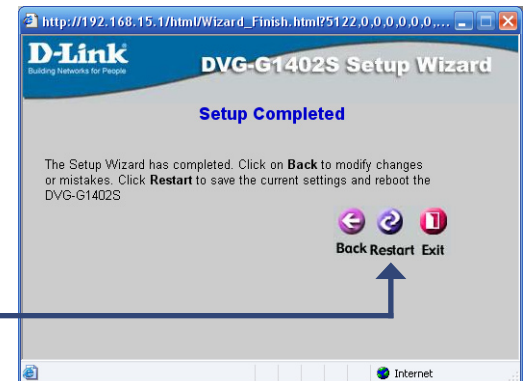 http://192.168.15.1/html/Wizard_Finish.html?5122,0,0,0,0,0,0,...
D-Link
Building Networks for People
DVG-G1402S Setup Wizard
Setup Completed
The Setup Wizard has completed. Click on Back to modify changes
or mistakes. Click Restart to save the current settings and reboot the
DVG-G1402S
Back Restart Exit
Internet